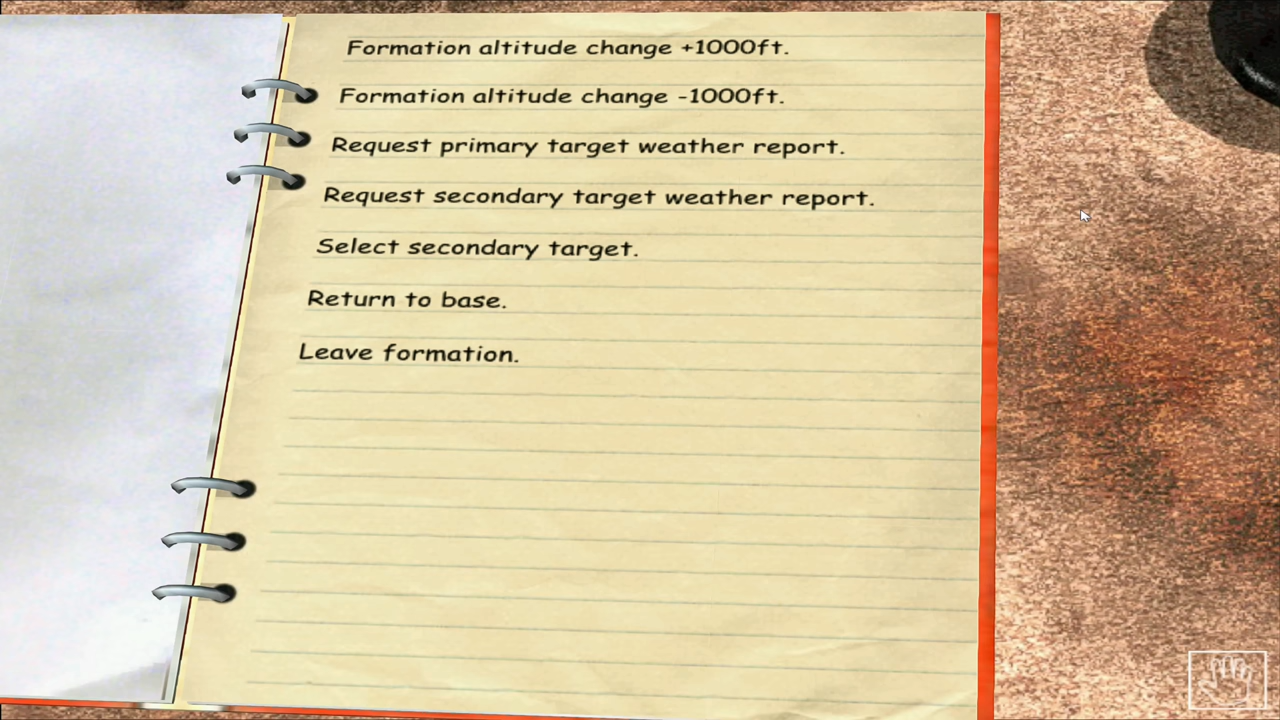 Formation altitude change +1000ft.
Formation altitude change -1000ft.
Request primary target weather report.
Request secondary target weather report.
Select secondary target.
Return to base.
Leave formation.